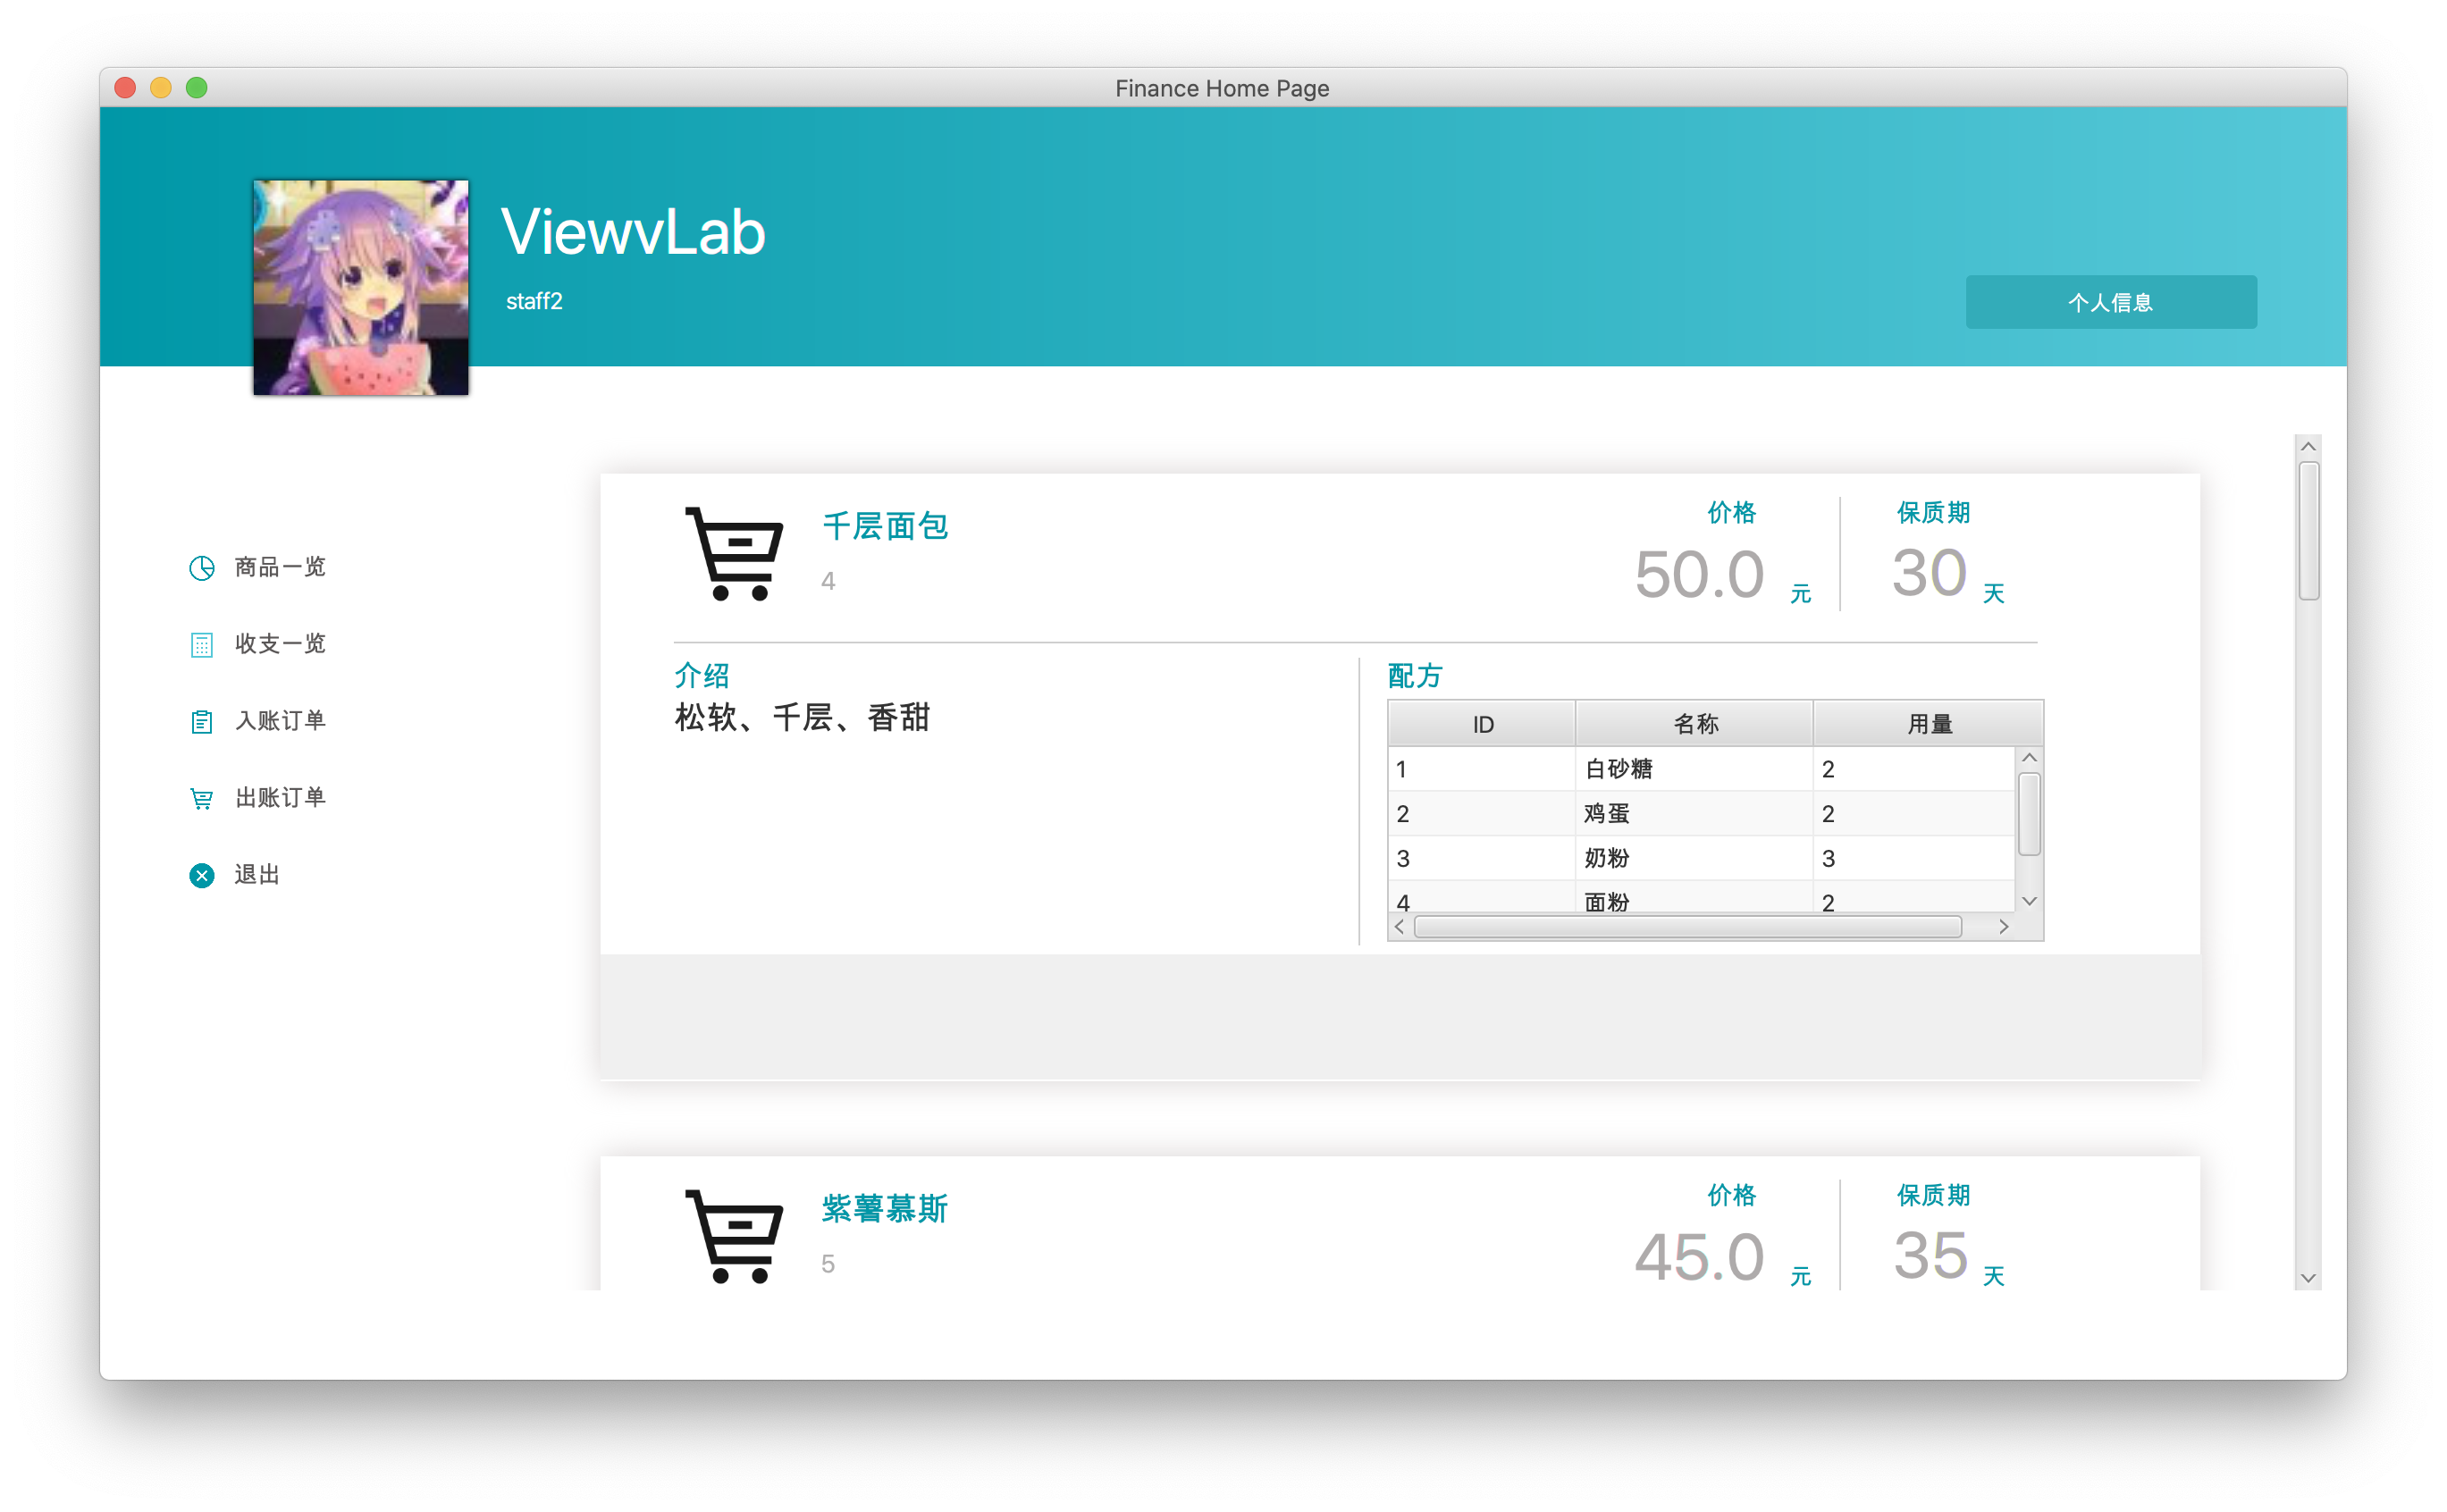 Finance Home Page
ViewvLab
staff2
个人信息
商品一览
收支一览
入账订单
出账订单
退出
千层面包
4
价格
50.0 元
保质期
30 天
介绍
松软、千层、香甜
配方
ID 名称 用量
1 白砂糖 2
2 鸡蛋 2
3 奶粉 3
4 面粉 2
紫薯慕斯
5
价格
45.0 元
保质期
35 天